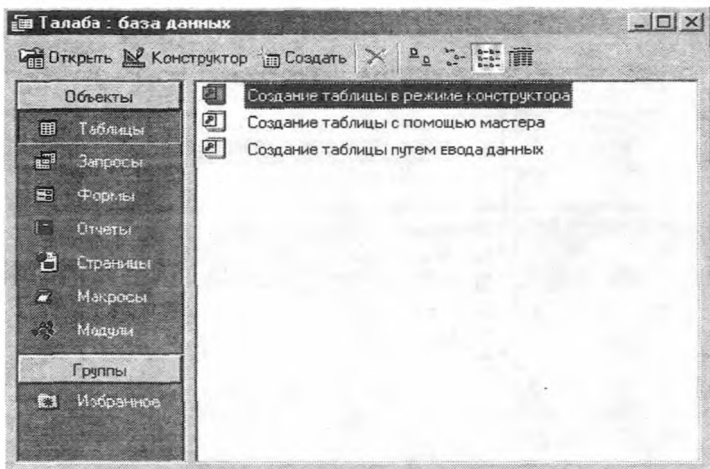 Талаба : база данных
Открыть Конструктор Создать
Объекты
Таблицы
Запросы
Формы
Отчеты
Страницы
Макросы
Модули
Группы
Избранное
Создание таблицы в режиме конструктора
Создание таблицы с помощью мастера
Создание таблицы путем ввода данных